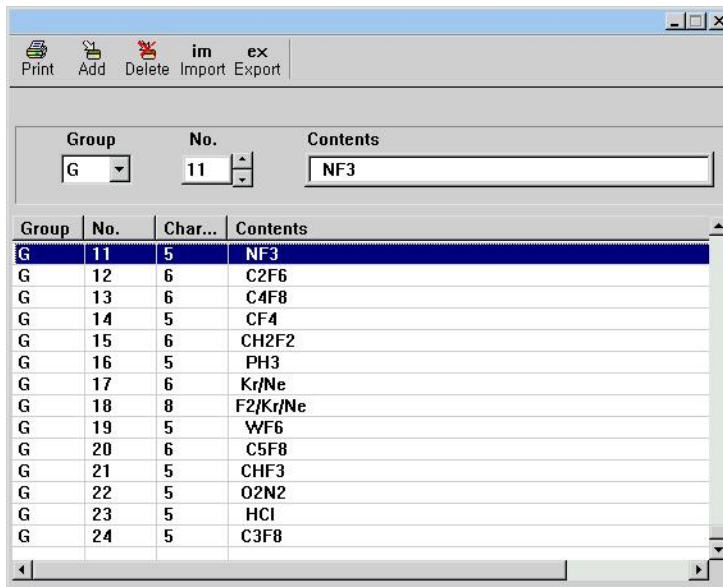 im ex
Print Add Delete Import Export
Group No. Contents
G 11 NF3
Group No. Char... Contents
G 11 5 NF3
G 12 6 C2F6
G 13 6 C4F8
G 14 5 CF4
G 15 6 CH2F2
G 16 5 PH3
G 17 6 Kr/Ne
G 18 8 F2/Kr/Ne
G 19 5 WF6
G 20 6 C5F8
G 21 5 CHF3
G 22 5 O2N2
G 23 5 HCl
G 24 5 C3F8